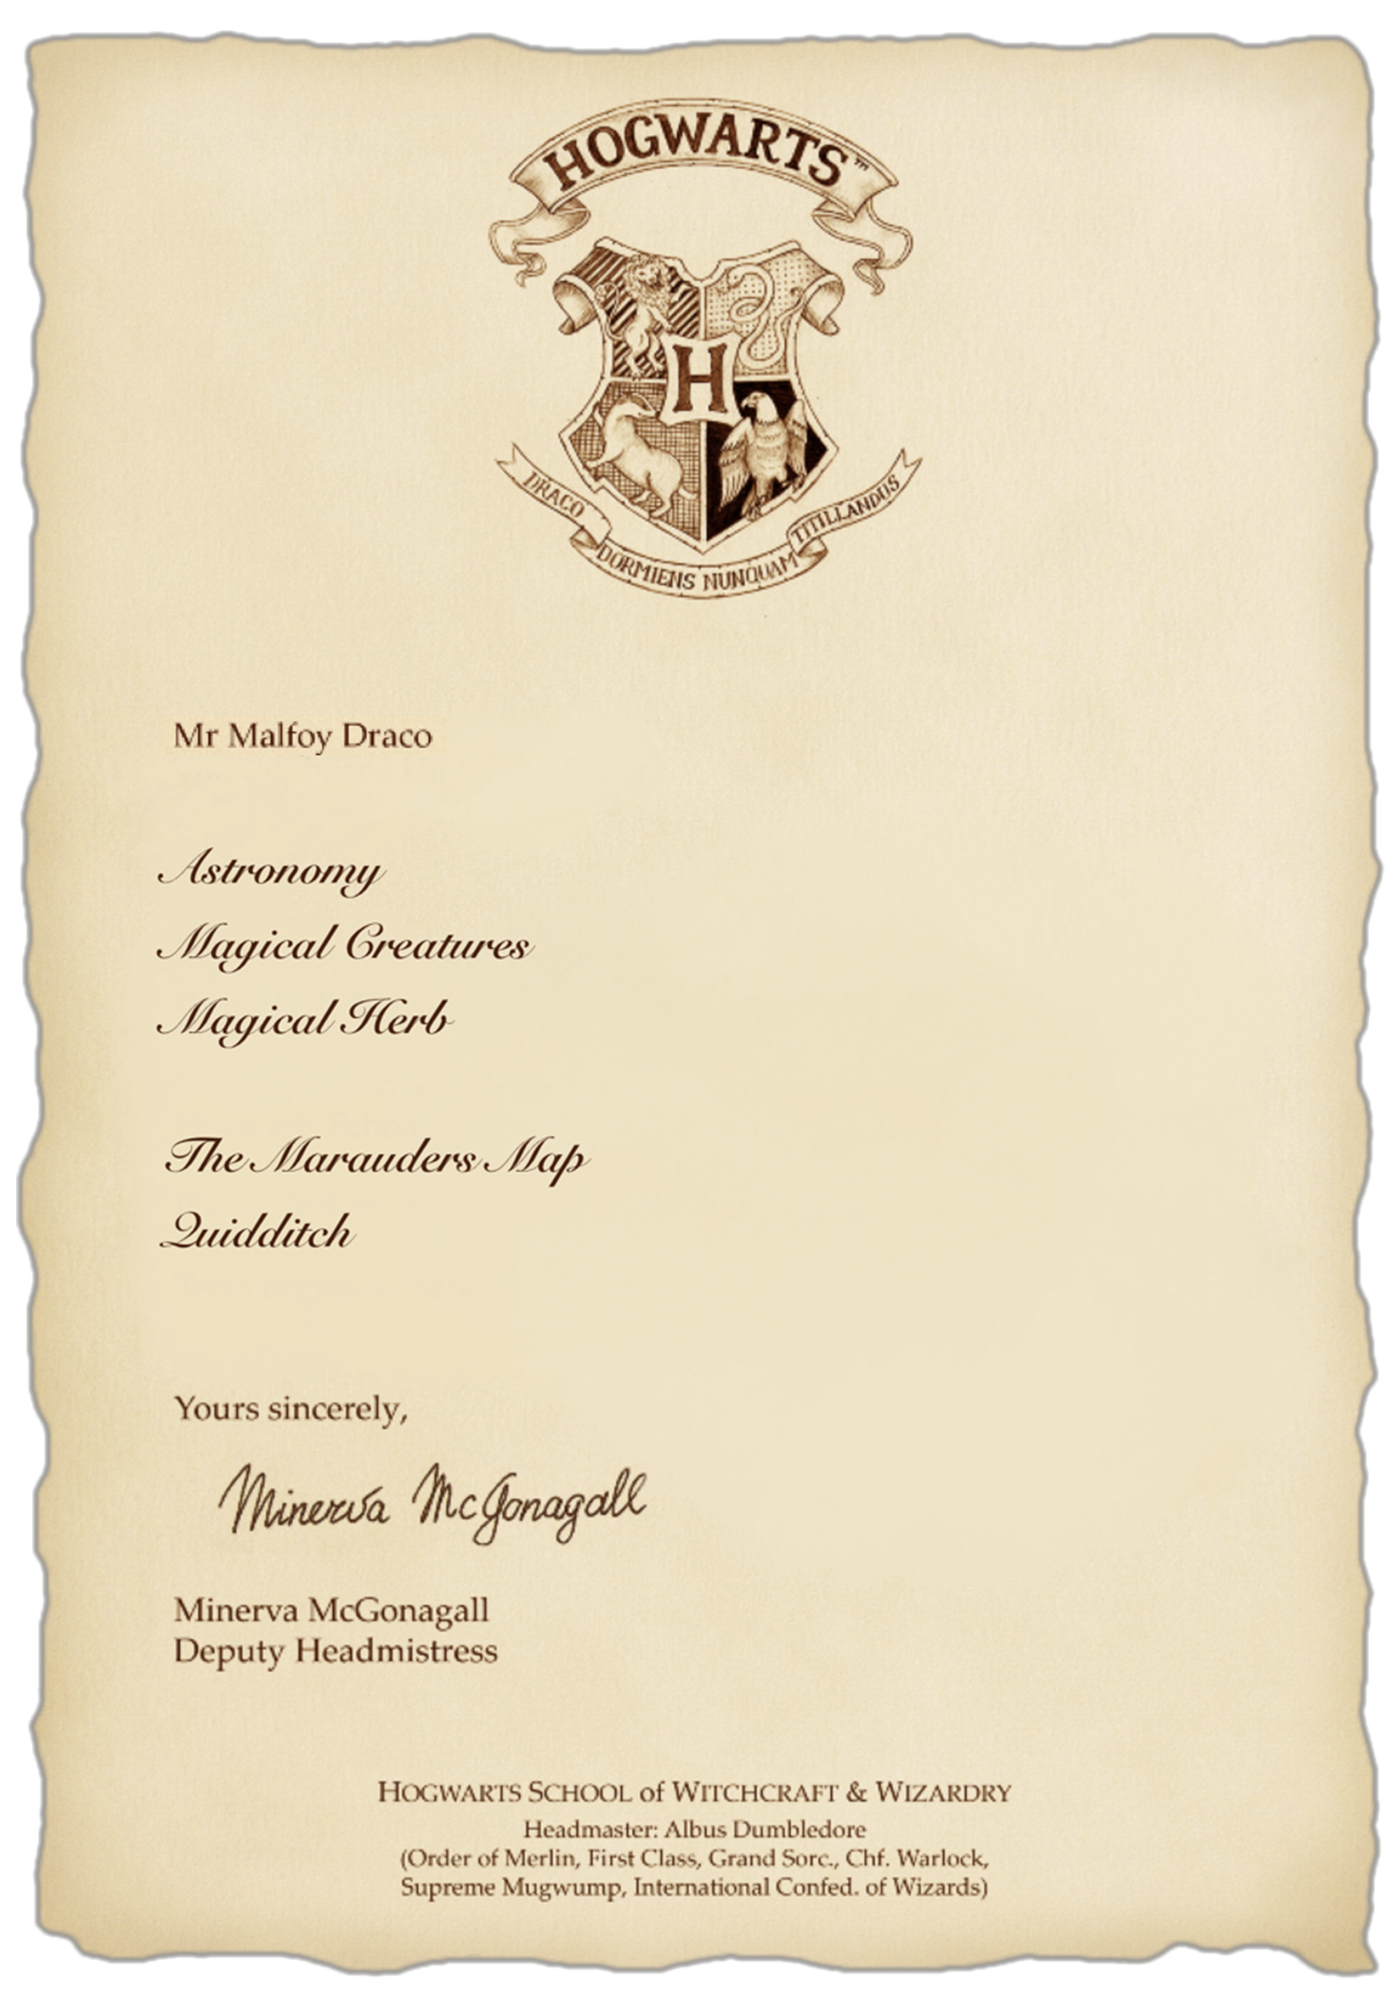 HOGWARTS™
H
DRACO DORMIENS NUNQUAM TITILLANDUS
Mr Malfoy Draco
Astronomy
Magical Creatures
Magical Herb
The Marauders Map
Quidditch
Yours sincerely,
Minerva McGonagall
Minerva McGonagall
Deputy Headmistress
HOGWARTS SCHOOL of WITCHCRAFT & WIZARDRY
Headmaster: Albus Dumbledore
(Order of Merlin, First Class, Grand Sorc., Chf. Warlock,
Supreme Mugwump, International Confed. of Wizards)